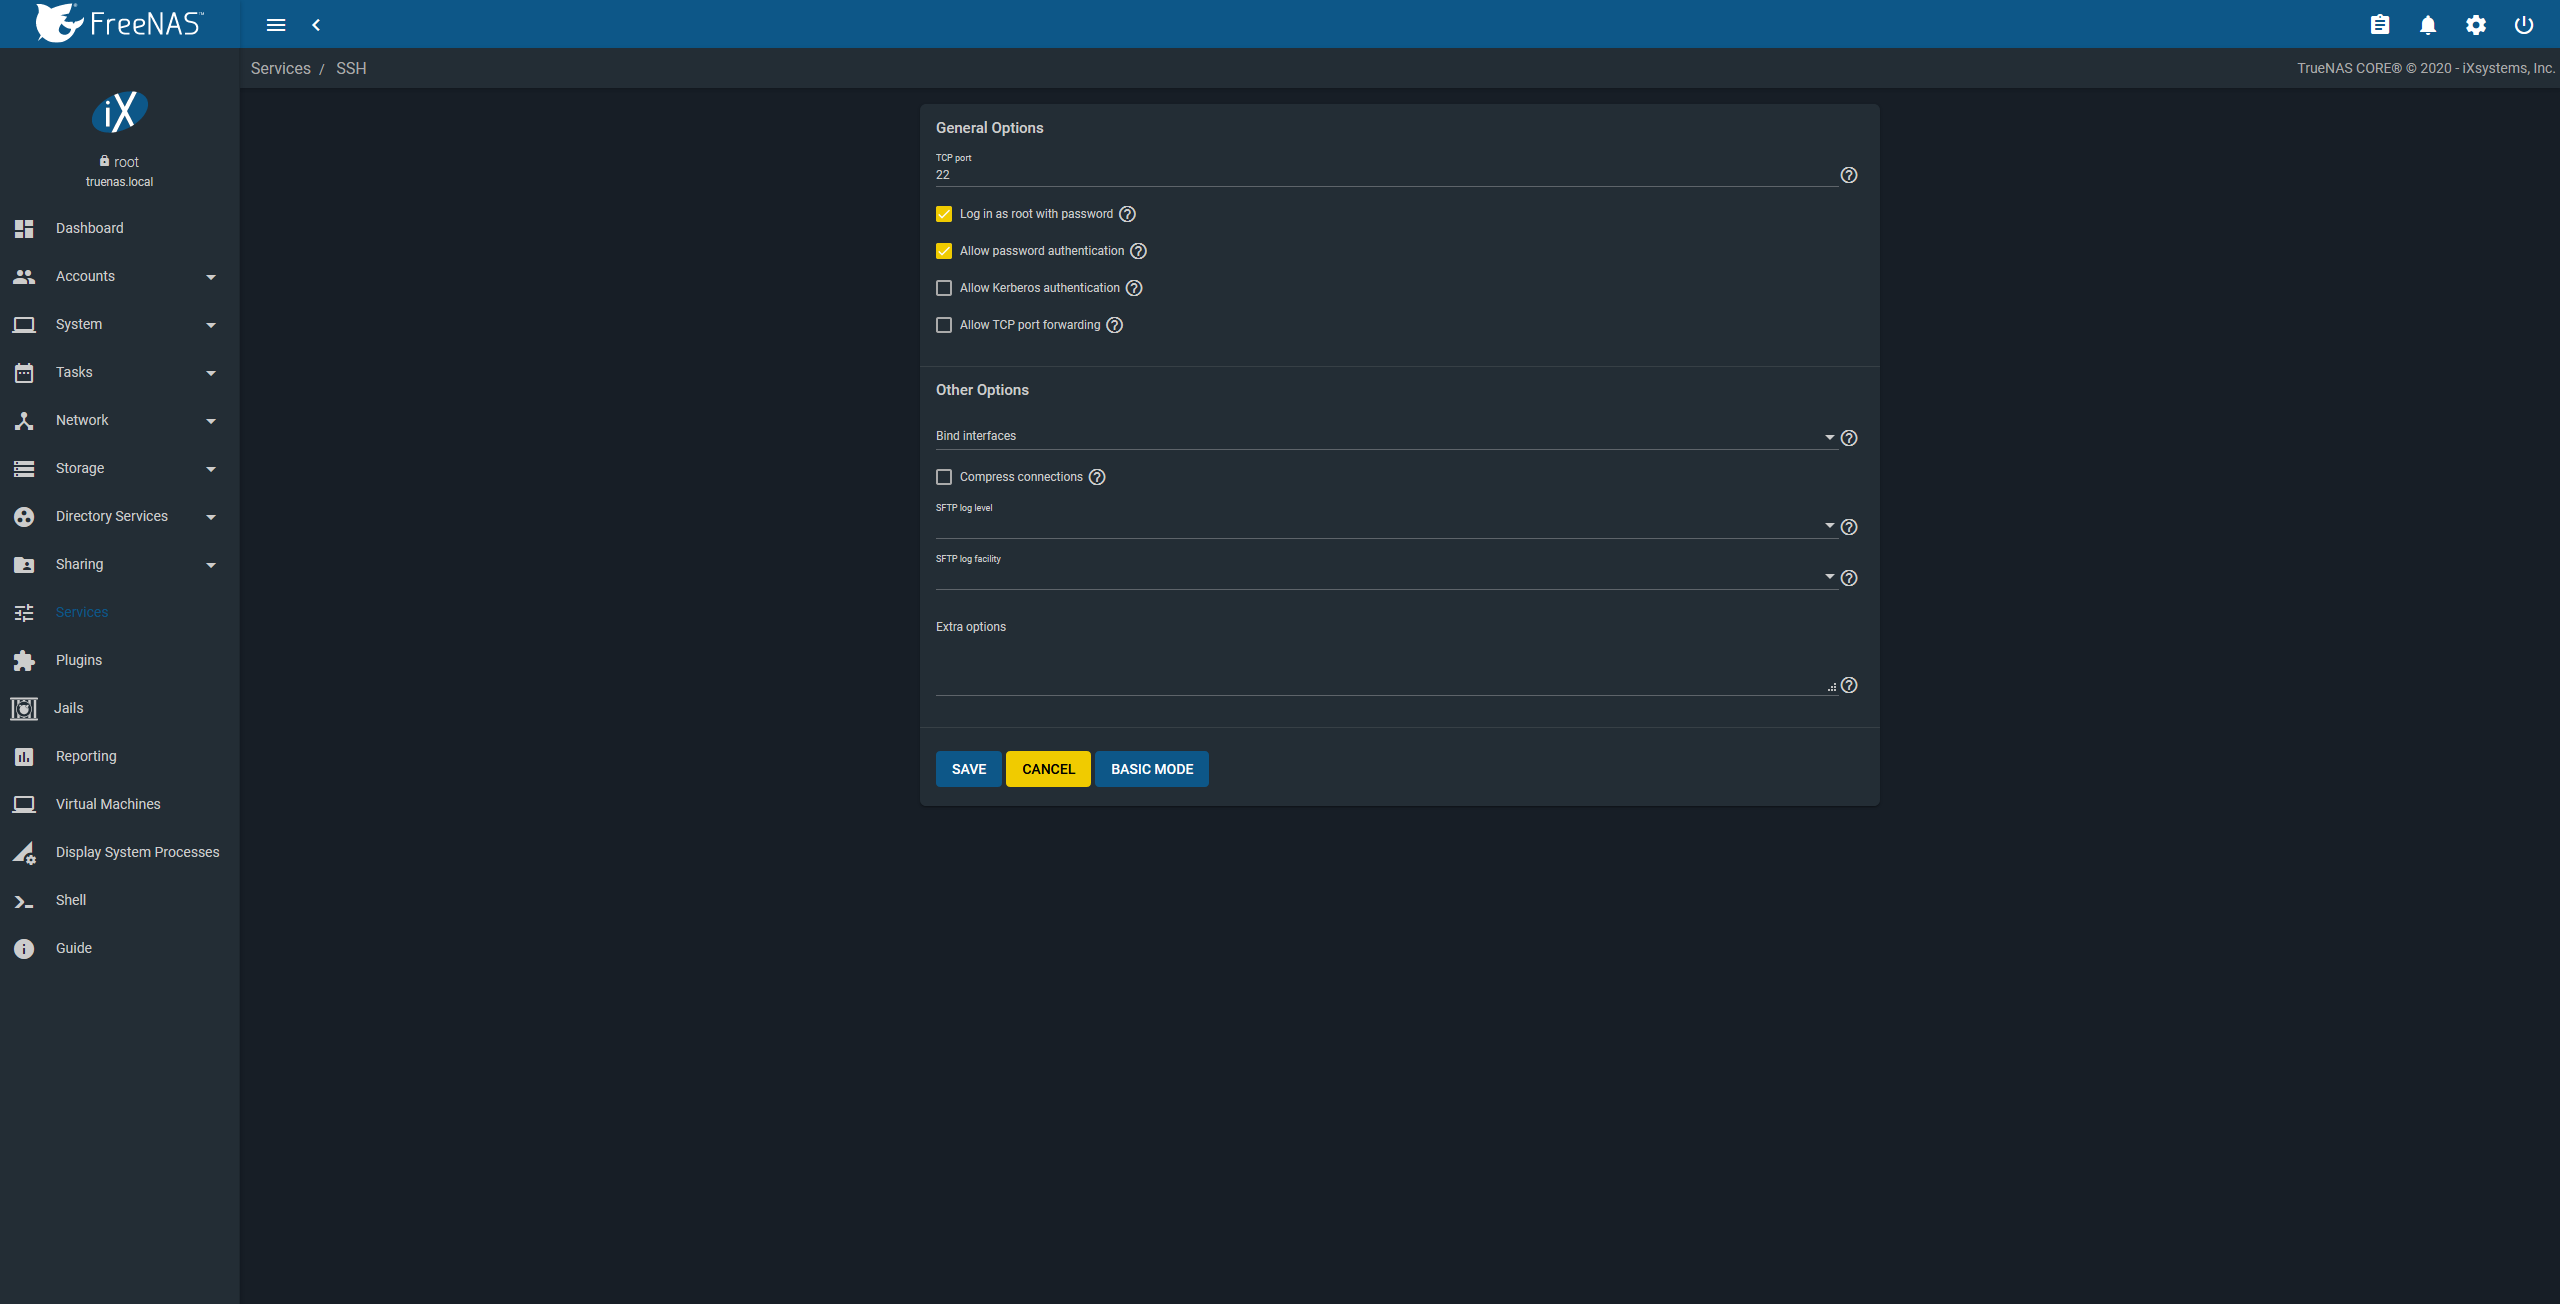 FreeNAS™
Services / SSH
TrueNAS CORE® © 2020 - iXsystems, Inc.
iX
root
truenas.local
Dashboard
Accounts
System
Tasks
Network
Storage
Directory Services
Sharing
Services
Plugins
Jails
Reporting
Virtual Machines
Display System Processes
Shell
Guide
General Options
TCP port
22
Log in as root with password
Allow password authentication
Allow Kerberos authentication
Allow TCP port forwarding
Other Options
Bind interfaces
Compress connections
SFTP log level
SFTP log facility
Extra options
SAVE CANCEL BASIC MODE